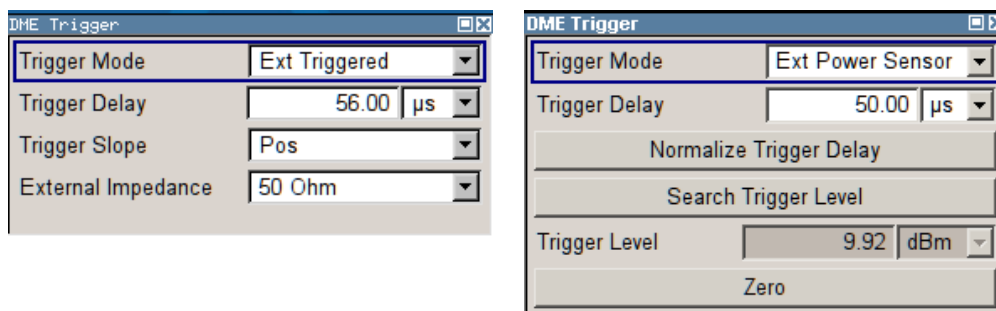 DME Trigger
Trigger Mode Ext Triggered
Trigger Delay 56.00 µs
Trigger Slope Pos
External Impedance 50 Ohm
DME Trigger
Trigger Mode Ext Power Sensor
Trigger Delay 50.00 µs
Normalize Trigger Delay
Search Trigger Level
Trigger Level 9.92 dBm
Zero